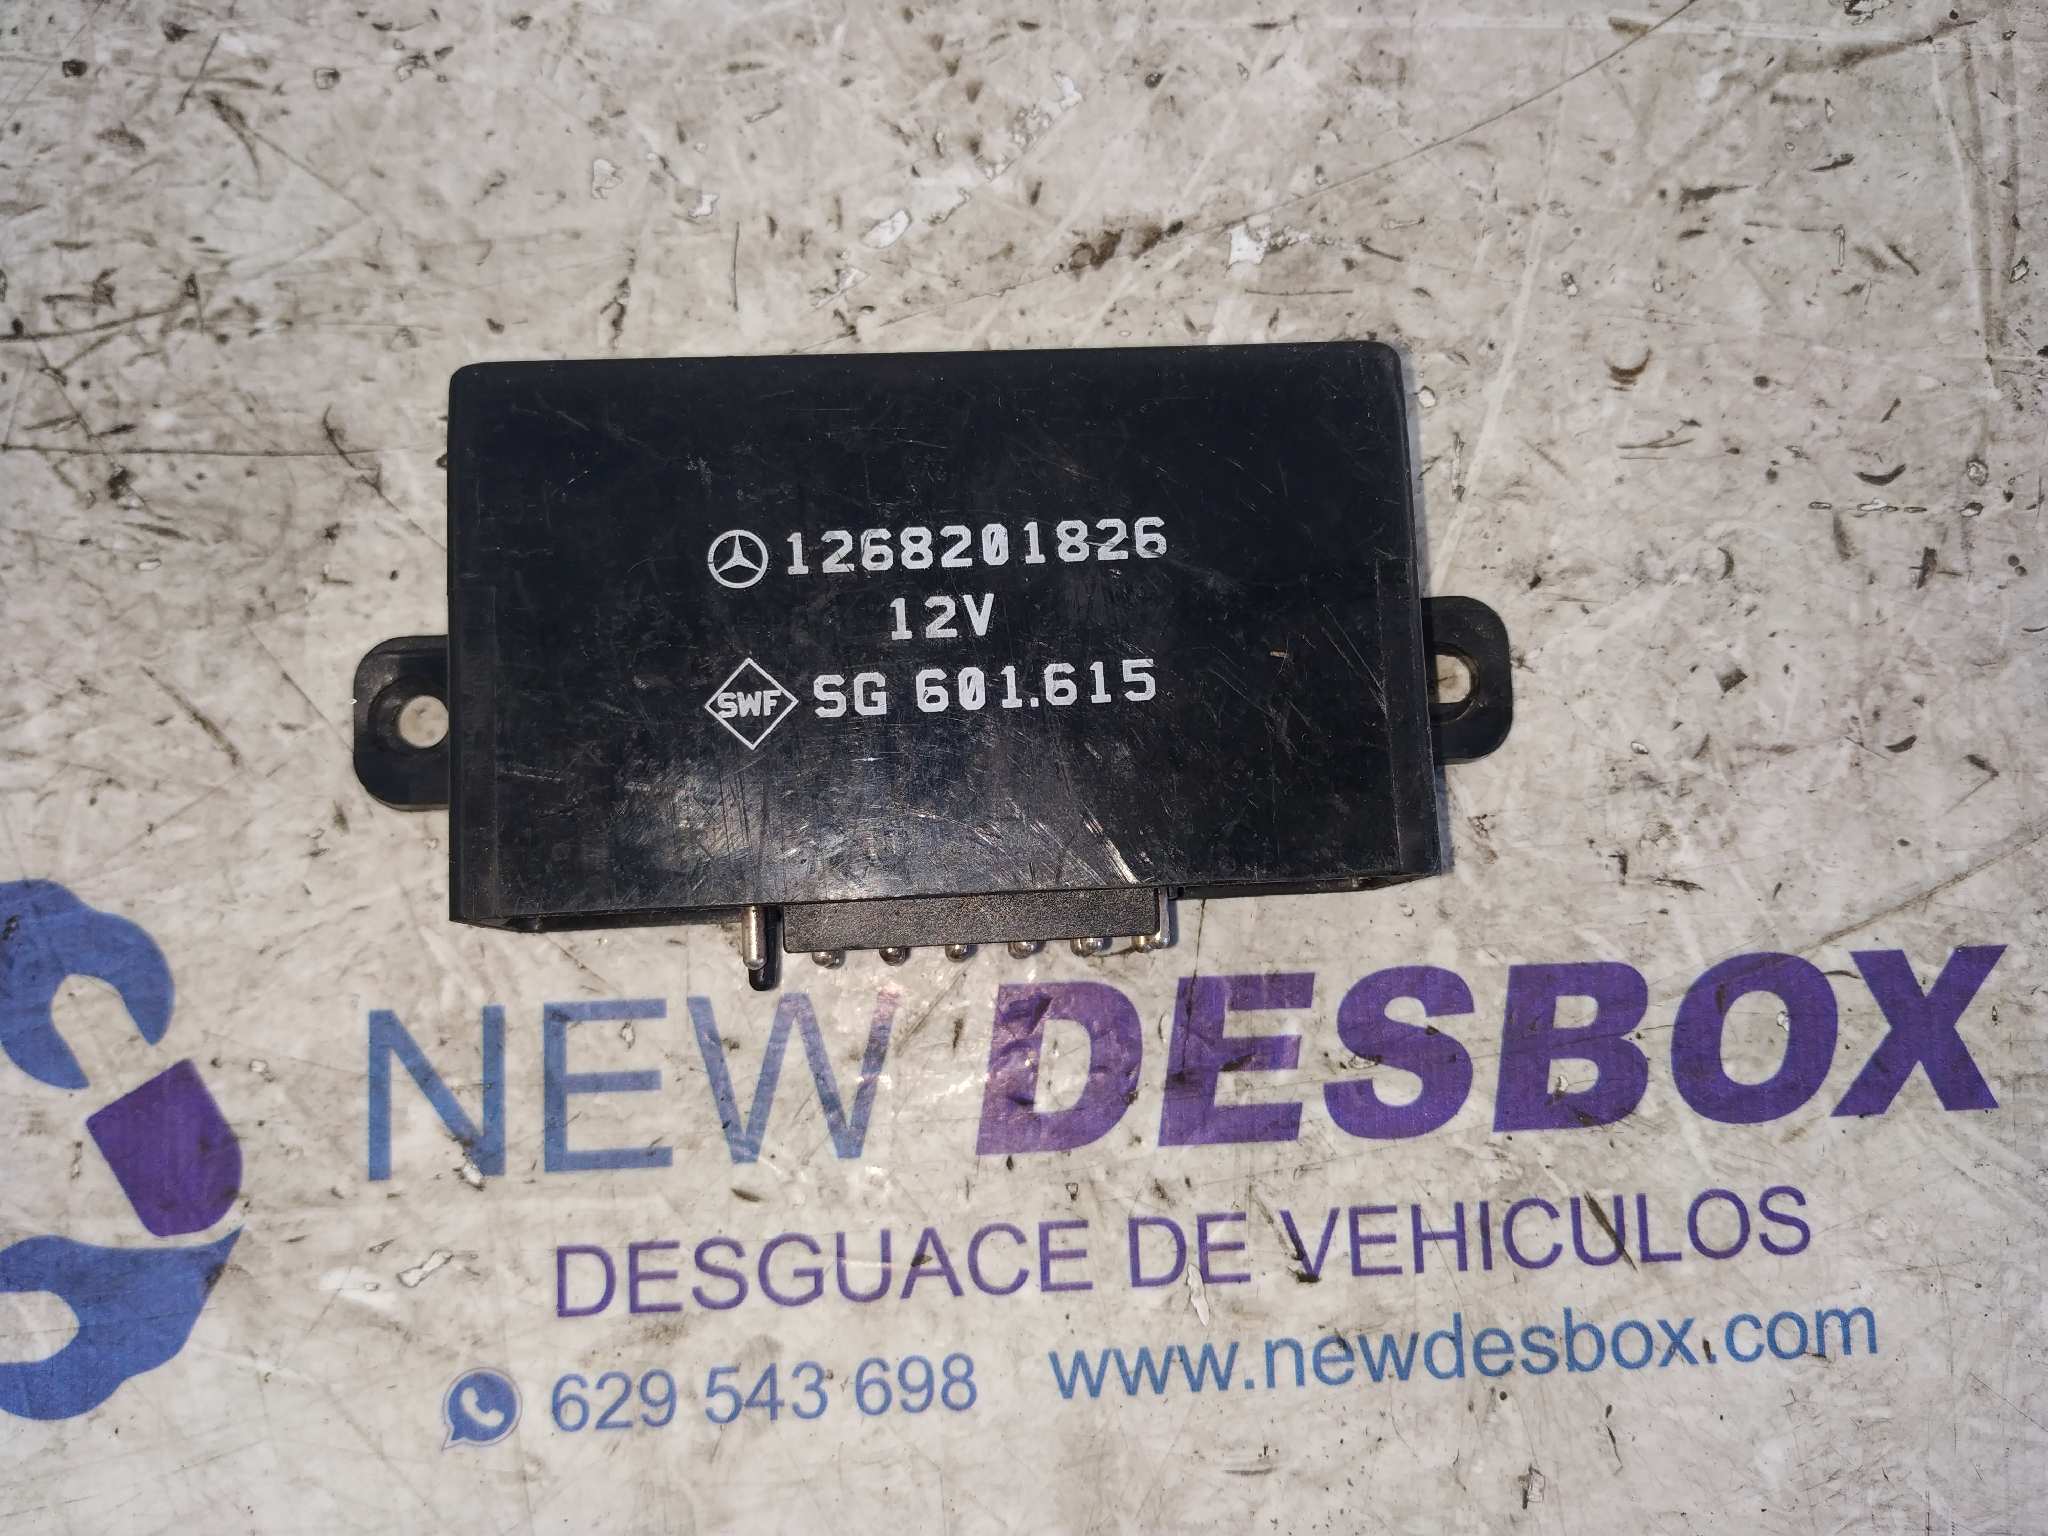 1268201826
12V
SWF SG 601.615
NEW DESBOX
DESGUACE DE VEHICULOS
629 543 698 www.newdesbox.com